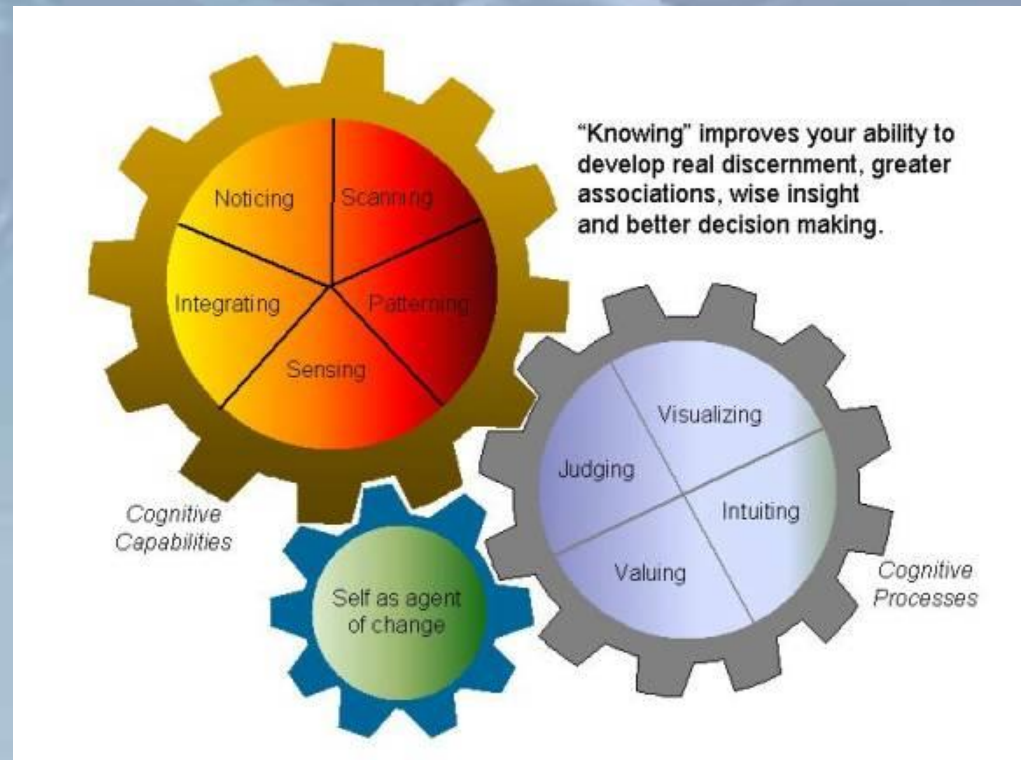 “Knowing” improves your ability to
develop real discernment, greater
associations, wise insight
and better decision making.
Noticing
Scanning
Integrating
Patterning
Sensing
Cognitive
Capabilities
Visualizing
Judging
Intuiting
Valuing
Cognitive
Processes
Self as agent
of change